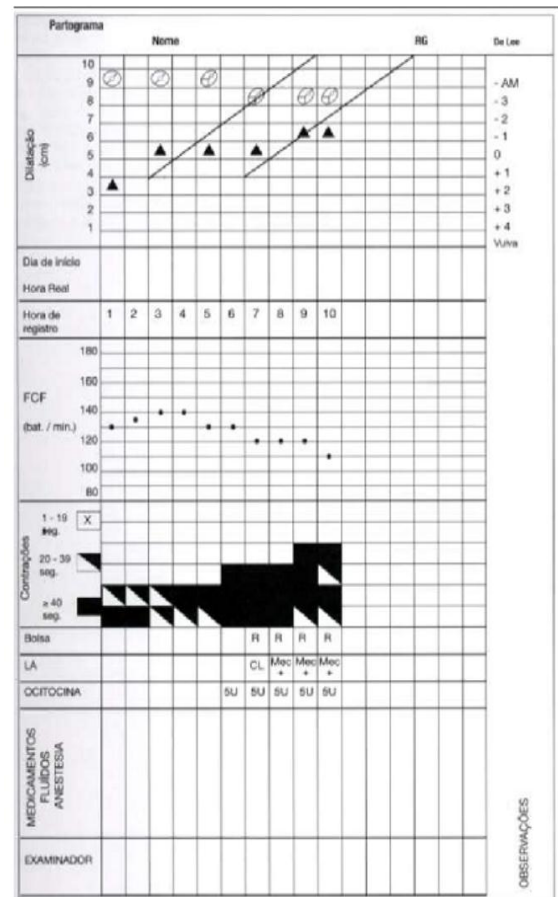 Partograma
Nome RG De Lee
Dilatação (cm)
10 - AM
9 - 3
8 - 2
7 - 1
6 0
5 + 1
4 + 2
3 + 3
2 + 4
1 Vulva
Dia de início
Hora Real
Hora de registro 1 2 3 4 5 6 7 8 9 10
FCF
(bat. / min.)
180
160
140
120
100
80
Contrações
1 - 19 seg. X
20 - 39 seg.
≥ 40 seg.
Bolsa R R R R
LA CL Mec + Mec + Mec +
OCITOCINA 5U 5U 5U 5U 5U
MEDICAMENTOS
FLUÍDOS
ANESTESIA
OBSERVAÇÕES
EXAMINADOR